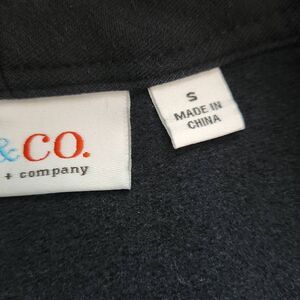 &CO.
+ company
S
MADE IN
CHINA